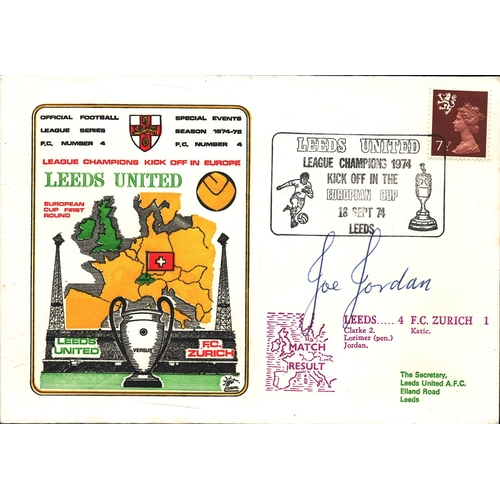 OFFICIAL FOOTBALL
LEAGUE SERIES
F.C. NUMBER 4
SPECIAL EVENTS
SEASON 1974-75
F.C. NUMBER 4
LEAGUE CHAMPIONS KICK OFF IN EUROPE
LEEDS UNITED
EUROPEAN
CUP FIRST
ROUND
LEEDS
UNITED
VERSUS
F.C.
ZURICH
7½P
LEEDS UNITED
LEAGUE CHAMPIONS 1974
KICK OFF IN THE
EUROPEAN CUP
18 SEPT 74
LEEDS
Joe Jordan
LEEDS..... 4 F.C. ZURICH 1
Clarke 2. Katic.
Lorimer (pen.)
Jordan.
MATCH
RESULT
The Secretary,
Leeds United A.F.C.
Elland Road
Leeds